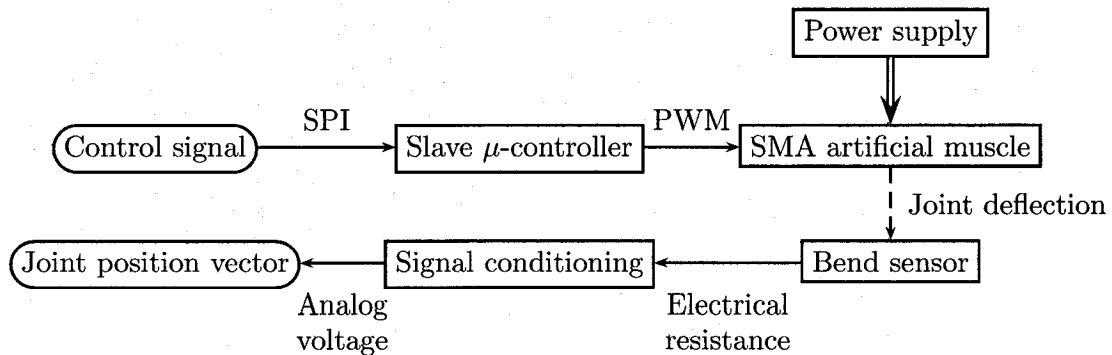 Power supply
SPI
PWM
Control signal
Slave μ-controller
SMA artificial muscle
Joint deflection
Joint position vector
Signal conditioning
Bend sensor
Analog
voltage
Electrical
resistance